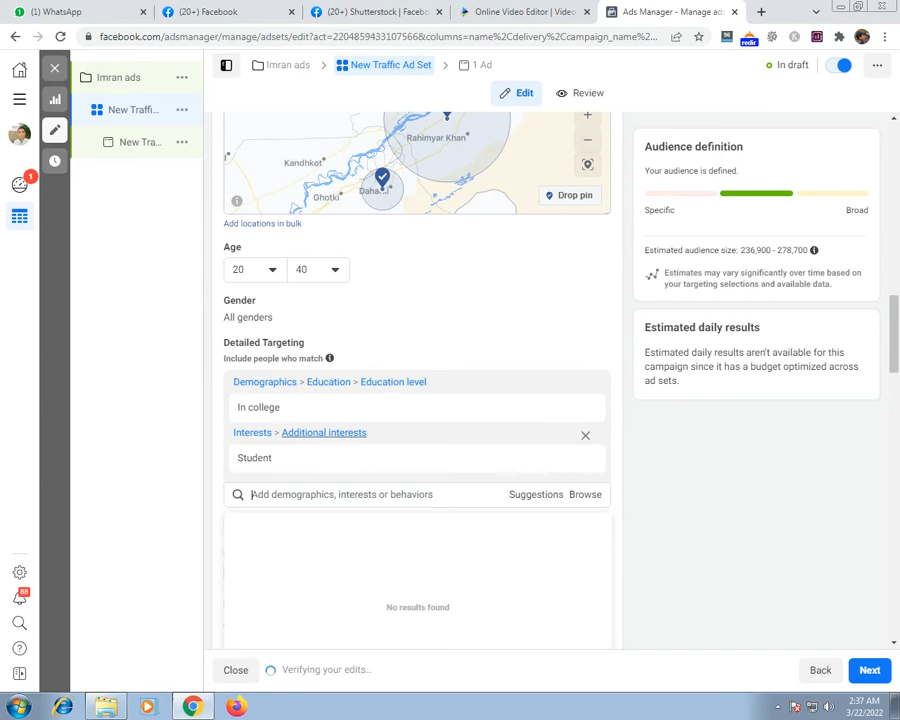 (1) WhatsApp
(20+) Facebook
(20+) Shutterstock | Facebook
Online Video Editor | Video
Ads Manager - Manage ads
facebook.com/adsmanager/manage/adsets/edit?act=2204859433107566&columns=name%2Cdelivery%2Ccampaign_name%2...
redir
Imran ads
New Traffic Ad Set
1 Ad
In draft
Imran ads
Edit
Review
New Traffi...
New Tra...
1
88
Rahimyar Khan
Kandhkot
Ghotki
Drop pin
Add locations in bulk
Age
20
40
Gender
All genders
Detailed Targeting
Include people who match
Demographics > Education > Education level
In college
Interests > Additional interests
Student
Add demographics, interests or behaviors
Suggestions
Browse
No results found
Audience definition
Your audience is defined.
Specific
Broad
Estimated audience size: 236,900 - 278,700
Estimates may vary significantly over time based on
your targeting selections and available data.
Estimated daily results
Estimated daily results aren't available for this
campaign since it has a budget optimized across
ad sets.
Close
Verifying your edits...
Back
Next
2:37 AM
3/22/2022